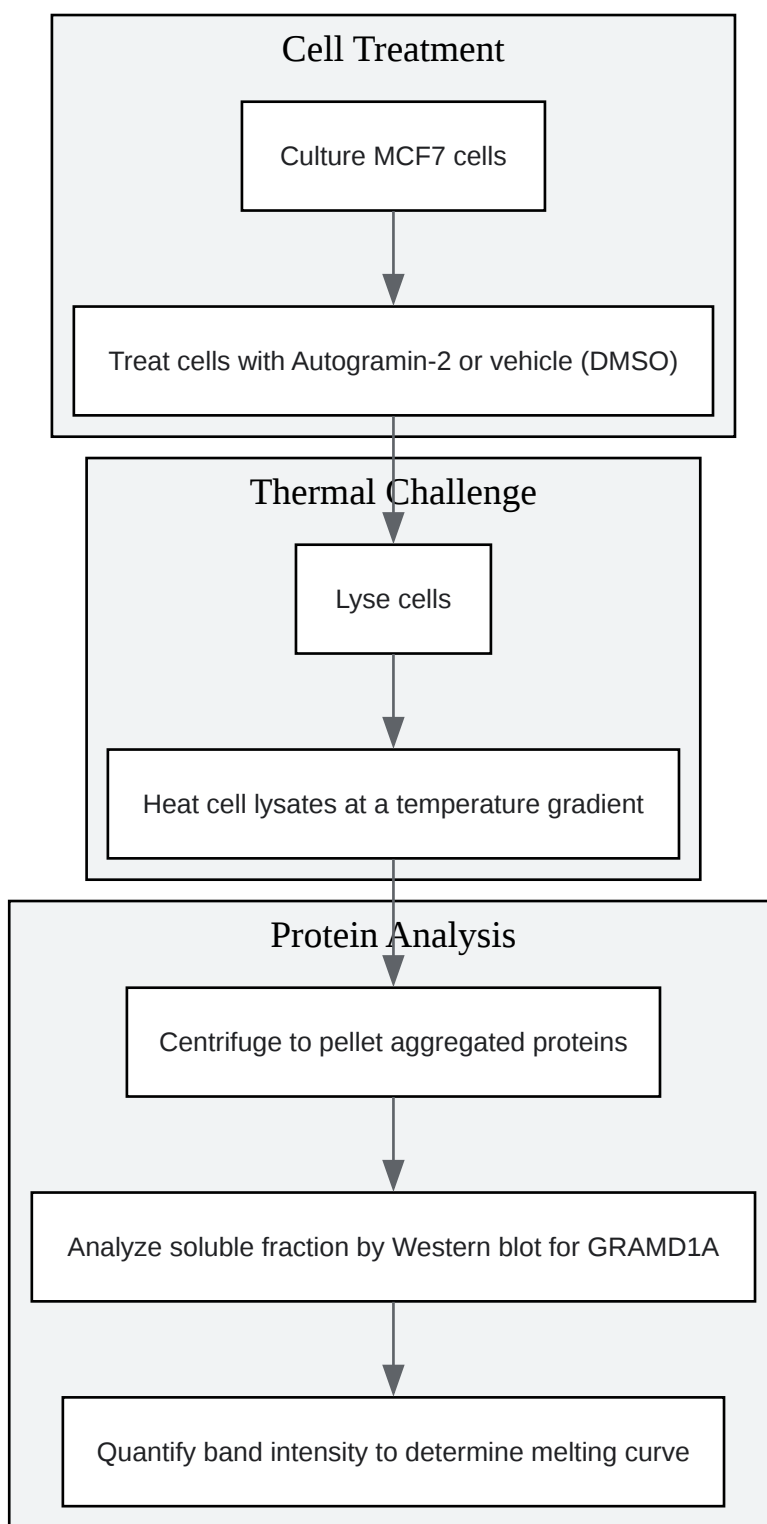 Cell Treatment
Culture MCF7 cells
Treat cells with Autogramin-2 or vehicle (DMSO)
Thermal Challenge
Lyse cells
Heat cell lysates at a temperature gradient
Protein Analysis
Centrifuge to pellet aggregated proteins
Analyze soluble fraction by Western blot for GRAMD1A
Quantify band intensity to determine melting curve